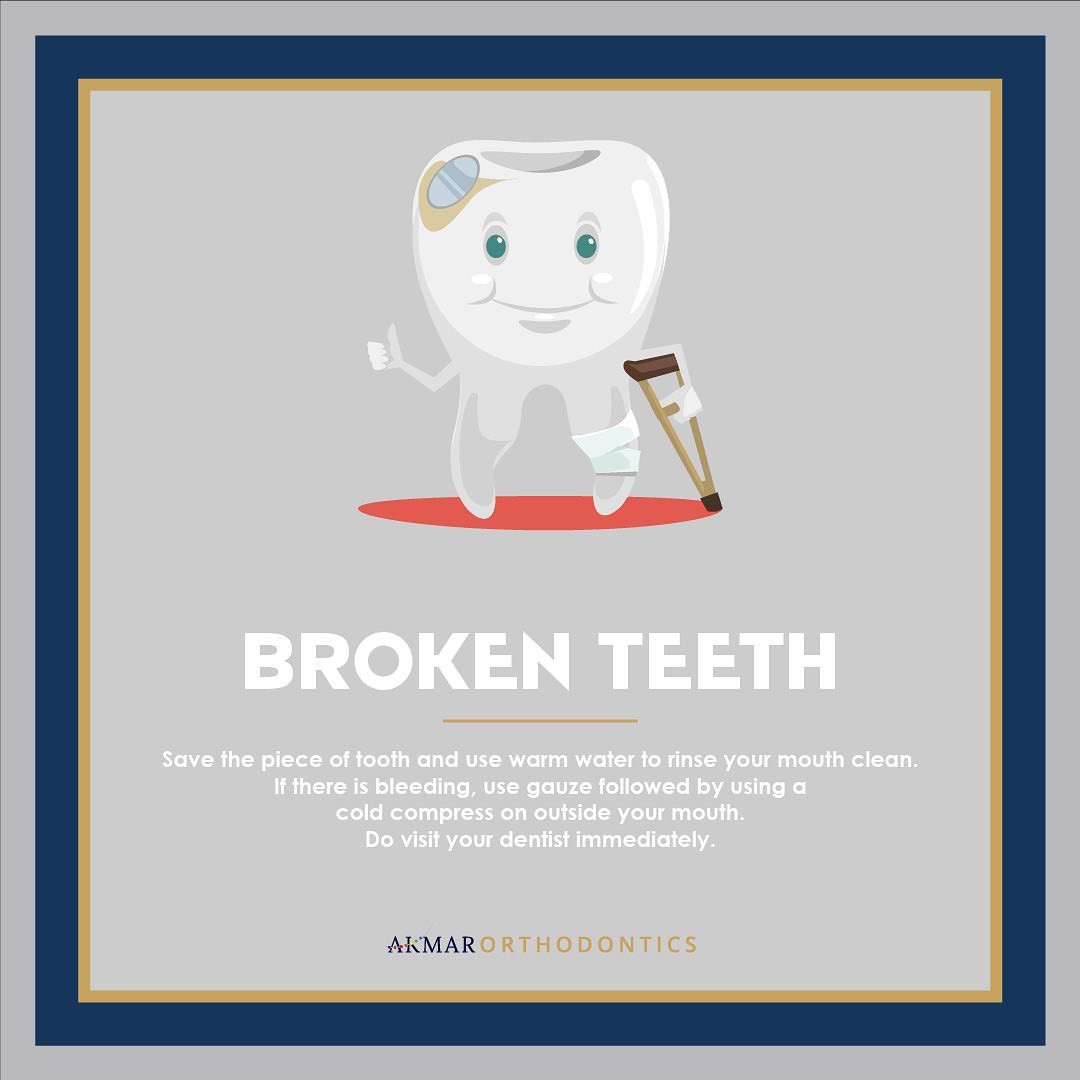 BROKEN TEETH
Save the piece of tooth and use warm water to rinse your mouth clean.
If there is bleeding, use gauze followed by using a
cold compress on outside your mouth.
Do visit your dentist immediately.
AKMAR ORTHODONTICS